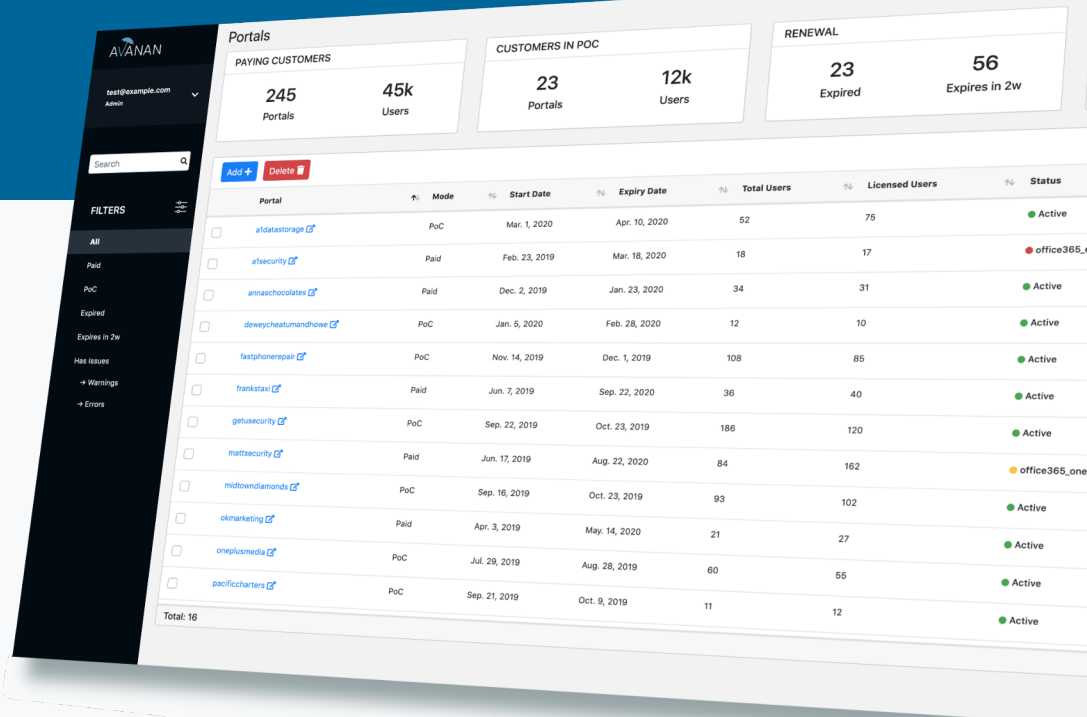 AVANAN
test@example.com
Admin
Search
FILTERS
All
Paid
PoC
Expired
Expires in 2w
Has Issues
→ Warnings
→ Errors
Portals
PAYING CUSTOMERS
245 45k
Portals Users
CUSTOMERS IN POC
23 12k
Portals Users
RENEWAL
23 56
Expired Expires in 2w
Add + Delete
Portal Mode Start Date Expiry Date Total Users Licensed Users Status
a1datastorage PoC Mar. 1, 2020 Apr. 10, 2020 52 75 Active
a1security Paid Feb. 23, 2019 Mar. 18, 2020 18 17 office365_
annaschocolates Paid Dec. 2, 2019 Jan. 23, 2020 34 31 Active
deweycheatumandhowe PoC Jan. 5, 2020 Feb. 28, 2020 12 10 Active
fastphonerepair PoC Nov. 14, 2019 Dec. 1, 2019 108 85 Active
frankstaxi Paid Jun. 7, 2019 Sep. 22, 2020 36 40 Active
getusecurity PoC Sep. 22, 2019 Oct. 23, 2019 186 120 Active
mattsecurity Paid Jun. 17, 2019 Aug. 22, 2020 84 162 office365_one
midtowndiamonds PoC Sep. 16, 2019 Oct. 23, 2019 93 102 Active
okmarketing Paid Apr. 3, 2019 May. 14, 2020 21 27 Active
oneplusmedia PoC Jul. 29, 2019 Aug. 28, 2019 60 55 Active
pacificcharters PoC Sep. 21, 2019 Oct. 9, 2019 11 12 Active
Total: 16